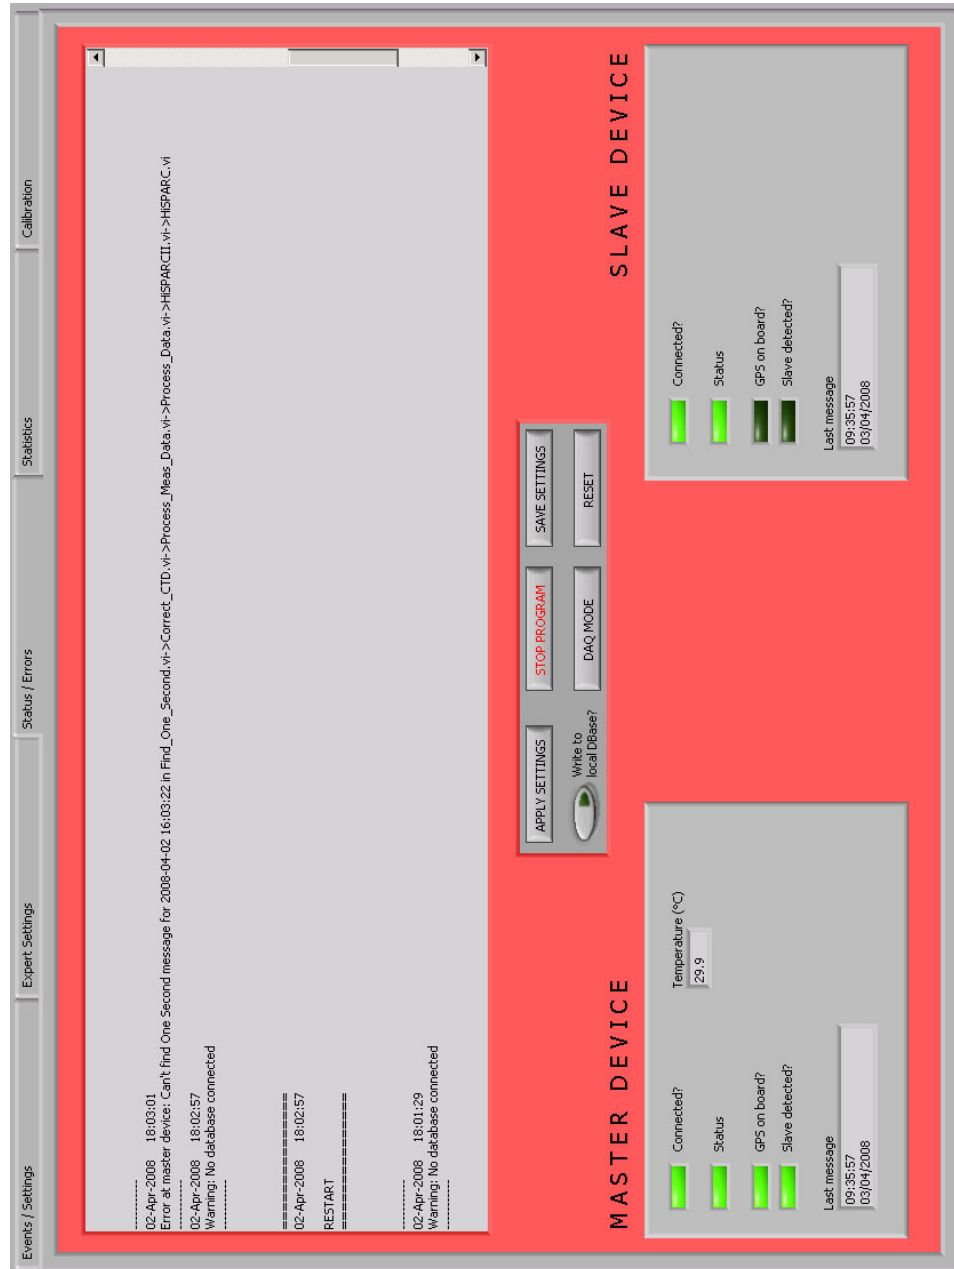 Events / Settings
Expert Settings
Status / Errors
Statistics
Calibration
--------------
02-Apr-2008 18:03:01
Error at master device: Can't find One Second message for 2008-04-02 16:03:22 in Find_One_Second.vi->Correct_CTD.vi->Process_Meas_Data.vi->Process_Data.vi->HiSPARCII.vi->HiSPARC.vi
--------------
02-Apr-2008 18:02:57
Warning: No database connected
--------------
====================
02-Apr-2008 18:02:57
RESTART
====================
--------------
02-Apr-2008 18:01:29
Warning: No database connected
--------------
APPLY SETTINGS
STOP PROGRAM
SAVE SETTINGS
Write to
local DBase?
DAQ MODE
RESET
MASTER DEVICE
Connected?
Temperature (°C)
29.9
Status
GPS on board?
Slave detected?
Last message
09:35:57
03/04/2008
SLAVE DEVICE
Connected?
Status
GPS on board?
Slave detected?
Last message
09:35:57
03/04/2008